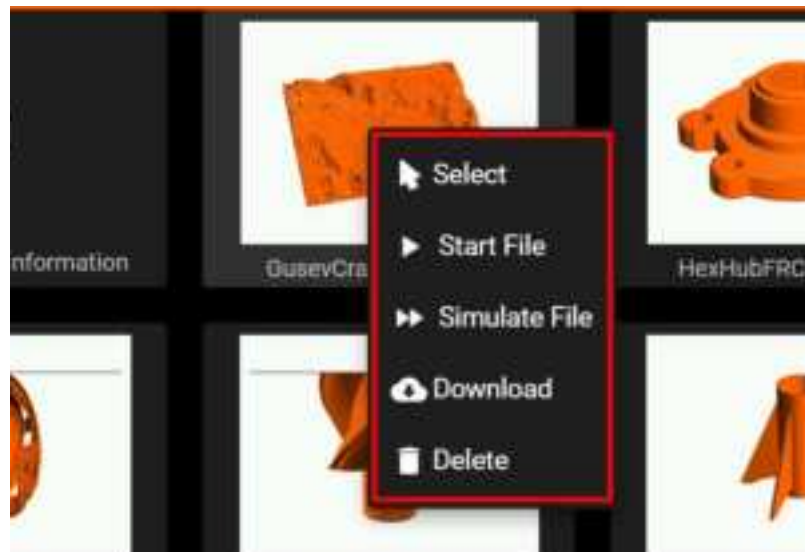 nformation
GusevCra
HexHubFRC
Select
Start File
Simulate File
Download
Delete